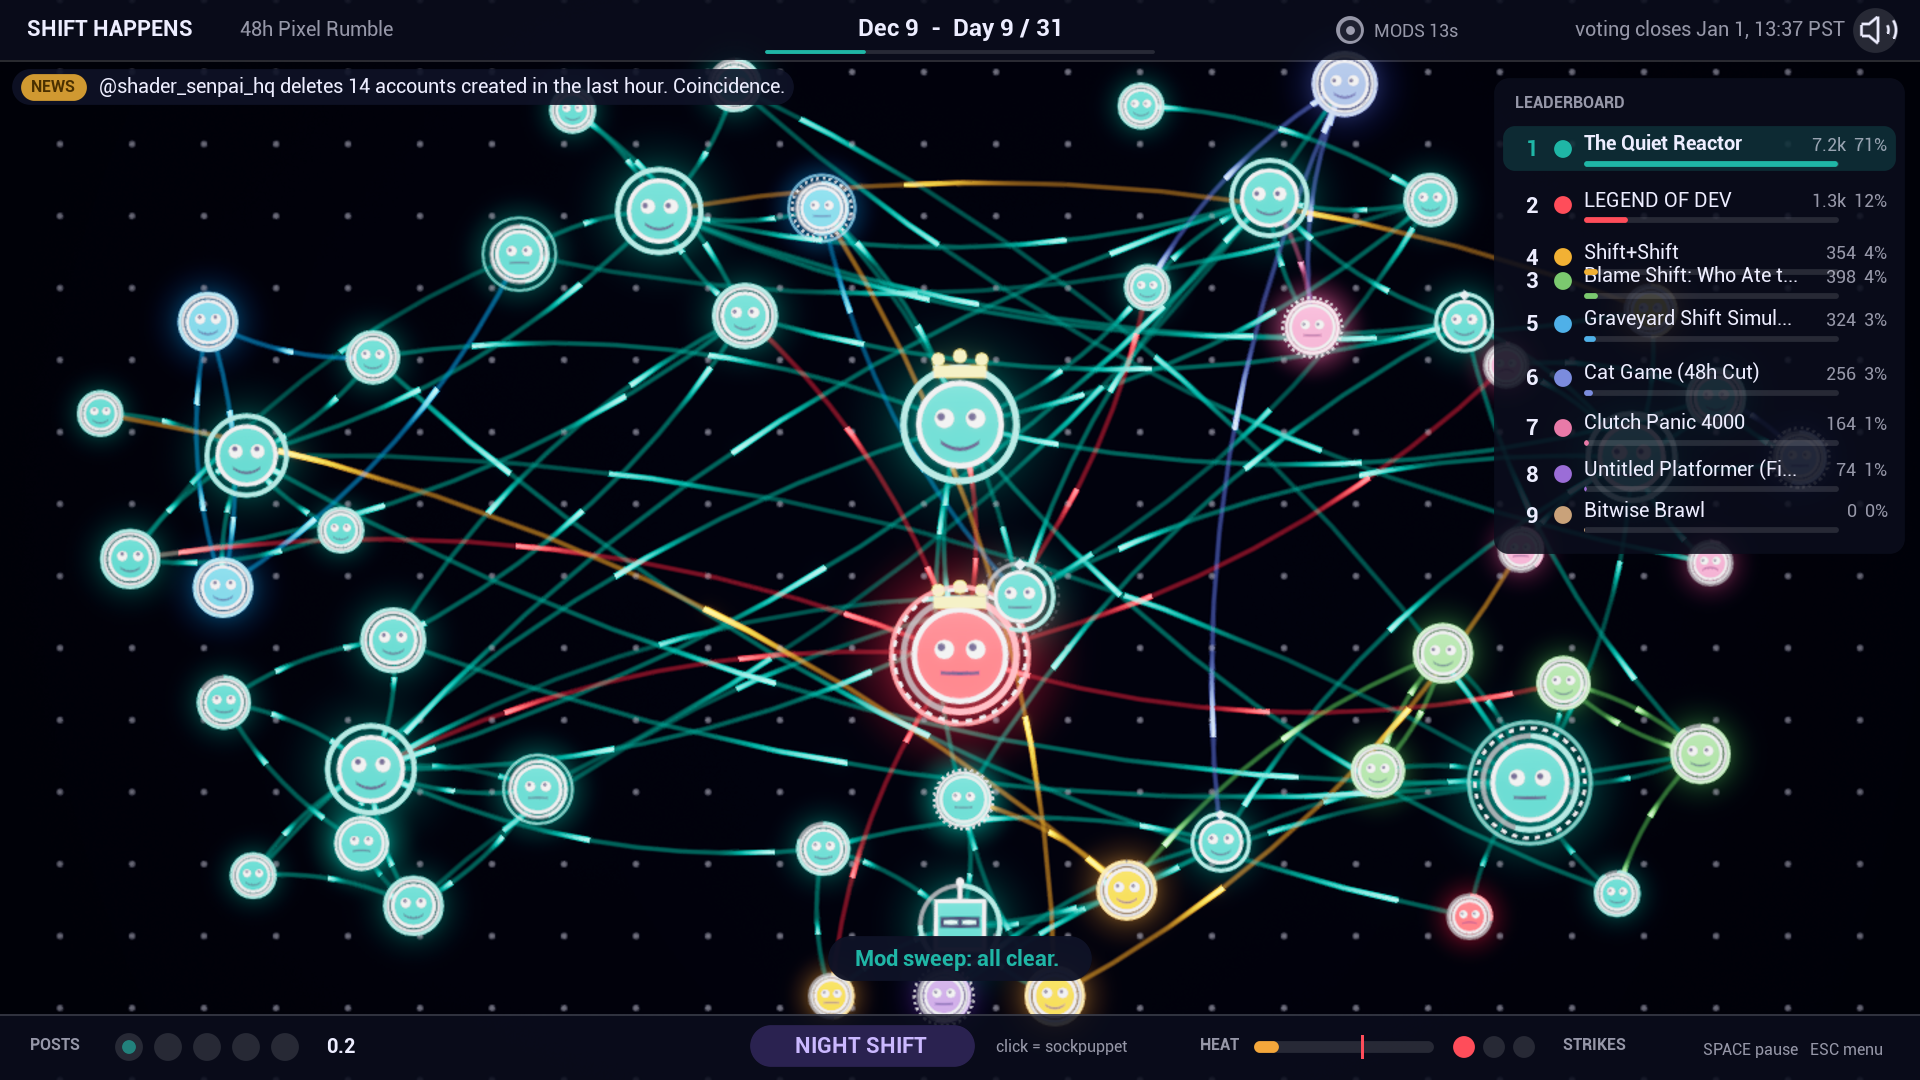 SHIFT HAPPENS
48h Pixel Rumble
Dec 9 - Day 9 / 31
MODS 13s
voting closes Jan 1, 13:37 PST
NEWS
@shader_senpai_hq deletes 14 accounts created in the last hour. Coincidence.
LEADERBOARD
1 The Quiet Reactor 7.2k 71%
2 LEGEND OF DEV 1.3k 12%
4 Shift+Shift 354 4%
3 Blame Shift: Who Ate t... 398 4%
5 Graveyard Shift Simul... 324 3%
6 Cat Game (48h Cut) 256 3%
7 Clutch Panic 4000 164 1%
8 Untitled Platformer (Fi... 74 1%
9 Bitwise Brawl 0 0%
Mod sweep: all clear.
POSTS
0.2
NIGHT SHIFT
click = sockpuppet
HEAT
STRIKES
SPACE pause ESC menu